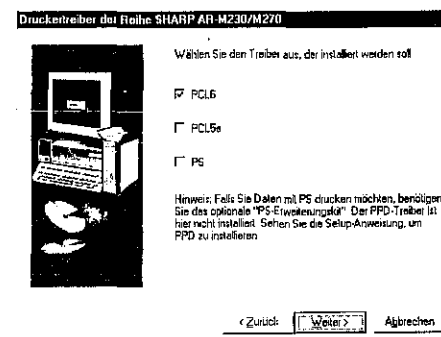 Druckertreiber der Reihe SHARP AR-M230/M270
Wählen Sie den Treiber aus, der installiert werden soll
PCL6
PCL5e
PS
Hinweis: Falls Sie Daten mit PS drucken möchten, benötigen
Sie das optionale "PS-Erweiterungskit". Der PPD-Treiber ist
hier nicht installiert. Sehen Sie die Setup-Anweisung, um
PPD zu installieren
< Zurück
Weiter >
Abbrechen